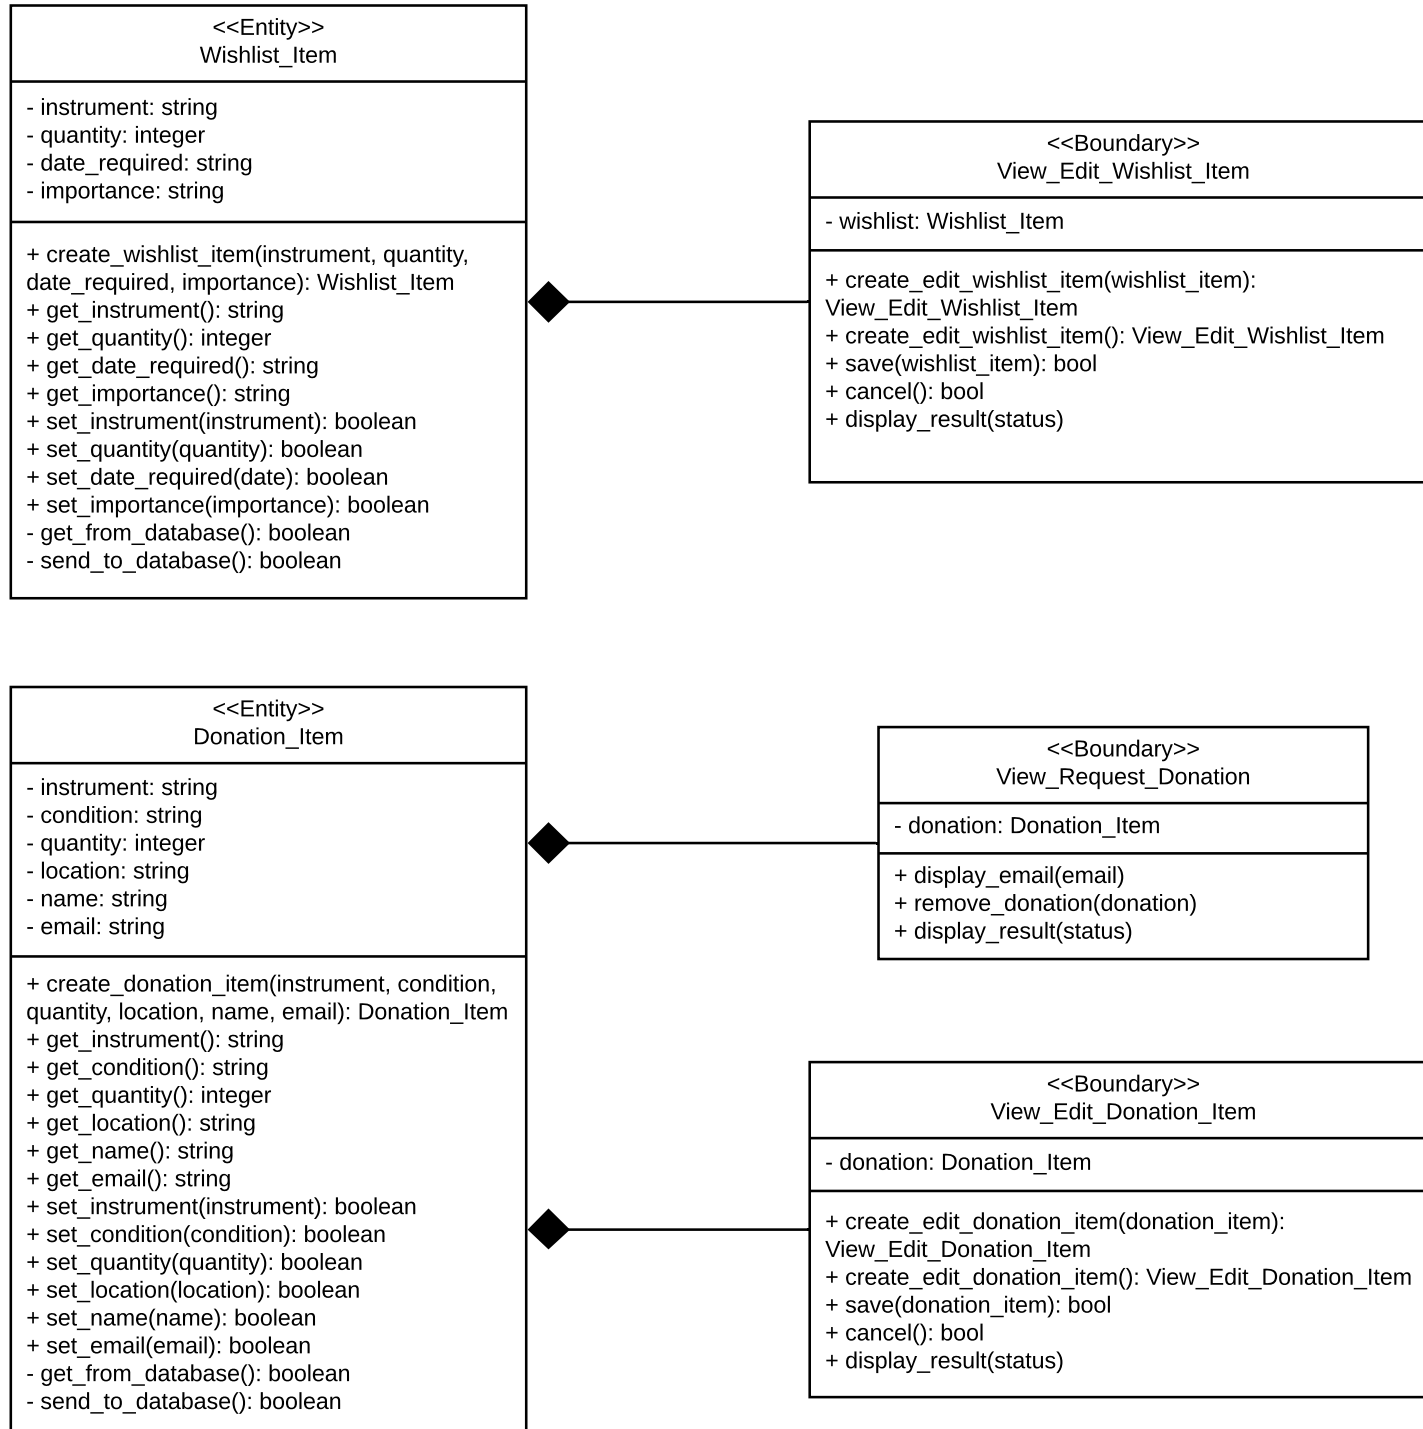 <<Entity>>
Wishlist_Item
- instrument: string
- quantity: integer
- date_required: string
- importance: string
+ create_wishlist_item(instrument, quantity,
date_required, importance): Wishlist_Item
+ get_instrument(): string
+ get_quantity(): integer
+ get_date_required(): string
+ get_importance(): string
+ set_instrument(instrument): boolean
+ set_quantity(quantity): boolean
+ set_date_required(date): boolean
+ set_importance(importance): boolean
- get_from_database(): boolean
- send_to_database(): boolean
<<Boundary>>
View_Edit_Wishlist_Item
- wishlist: Wishlist_Item
+ create_edit_wishlist_item(wishlist_item):
View_Edit_Wishlist_Item
+ create_edit_wishlist_item(): View_Edit_Wishlist_Item
+ save(wishlist_item): bool
+ cancel(): bool
+ display_result(status)
<<Entity>>
Donation_Item
- instrument: string
- condition: string
- quantity: integer
- location: string
- name: string
- email: string
+ create_donation_item(instrument, condition,
quantity, location, name, email): Donation_Item
+ get_instrument(): string
+ get_condition(): string
+ get_quantity(): integer
+ get_location(): string
+ get_name(): string
+ get_email(): string
+ set_instrument(instrument): boolean
+ set_condition(condition): boolean
+ set_quantity(quantity): boolean
+ set_location(location): boolean
+ set_name(name): boolean
+ set_email(email): boolean
- get_from_database(): boolean
- send_to_database(): boolean
<<Boundary>>
View_Request_Donation
- donation: Donation_Item
+ display_email(email)
+ remove_donation(donation)
+ display_result(status)
<<Boundary>>
View_Edit_Donation_Item
- donation: Donation_Item
+ create_edit_donation_item(donation_item):
View_Edit_Donation_Item
+ create_edit_donation_item(): View_Edit_Donation_Item
+ save(donation_item): bool
+ cancel(): bool
+ display_result(status)